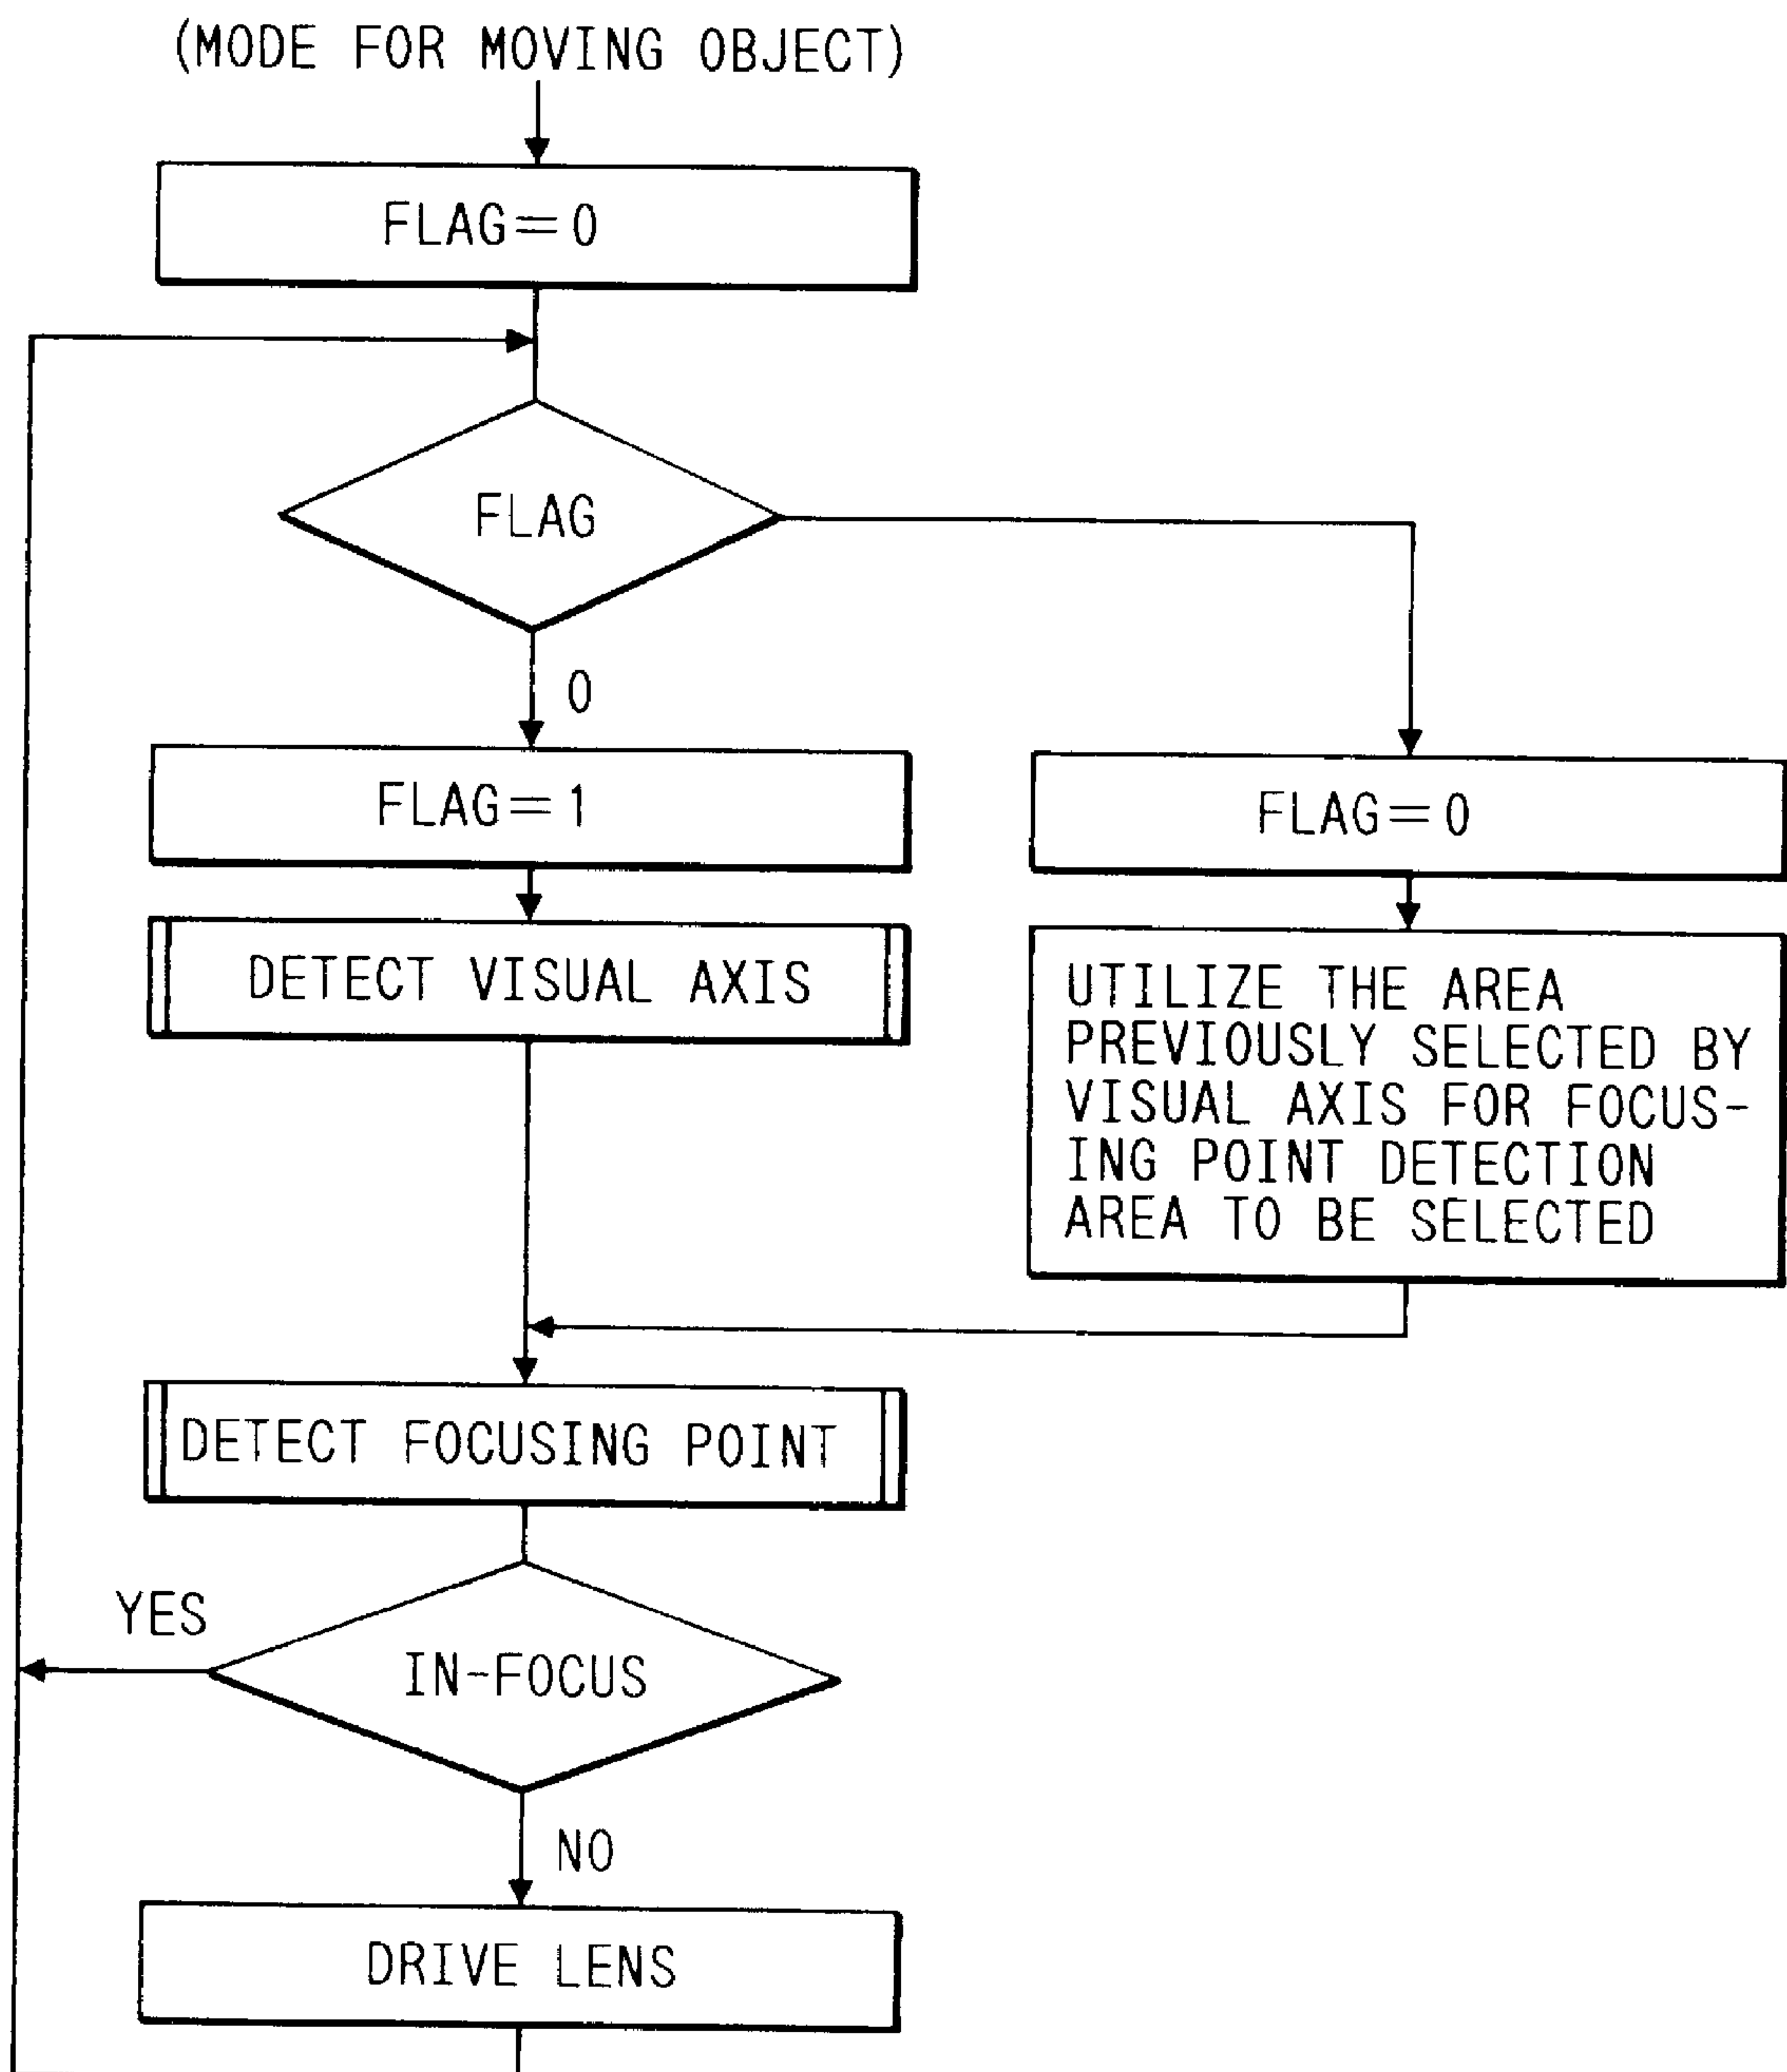 (MODE FOR MOVING OBJECT)
FLAG=0
FLAG
0
FLAG=1
FLAG=0
DETECT VISUAL AXIS
UTILIZE THE AREA
PREVIOUSLY SELECTED BY
VISUAL AXIS FOR FOCUS-
ING POINT DETECTION
AREA TO BE SELECTED
DETECT FOCUSING POINT
YES
IN-FOCUS
NO
DRIVE LENS